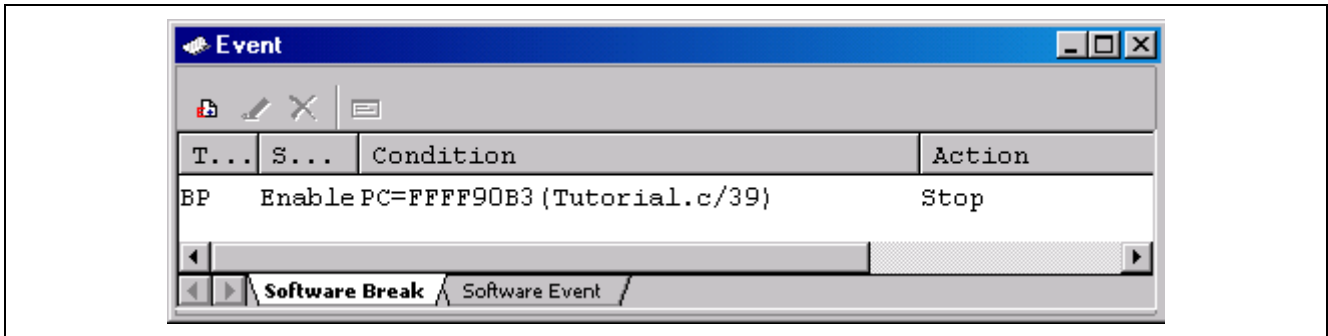 Event
T... S... Condition Action
BP Enable PC=FFFF90B3(Tutorial.c/39) Stop
Software Break Software Event